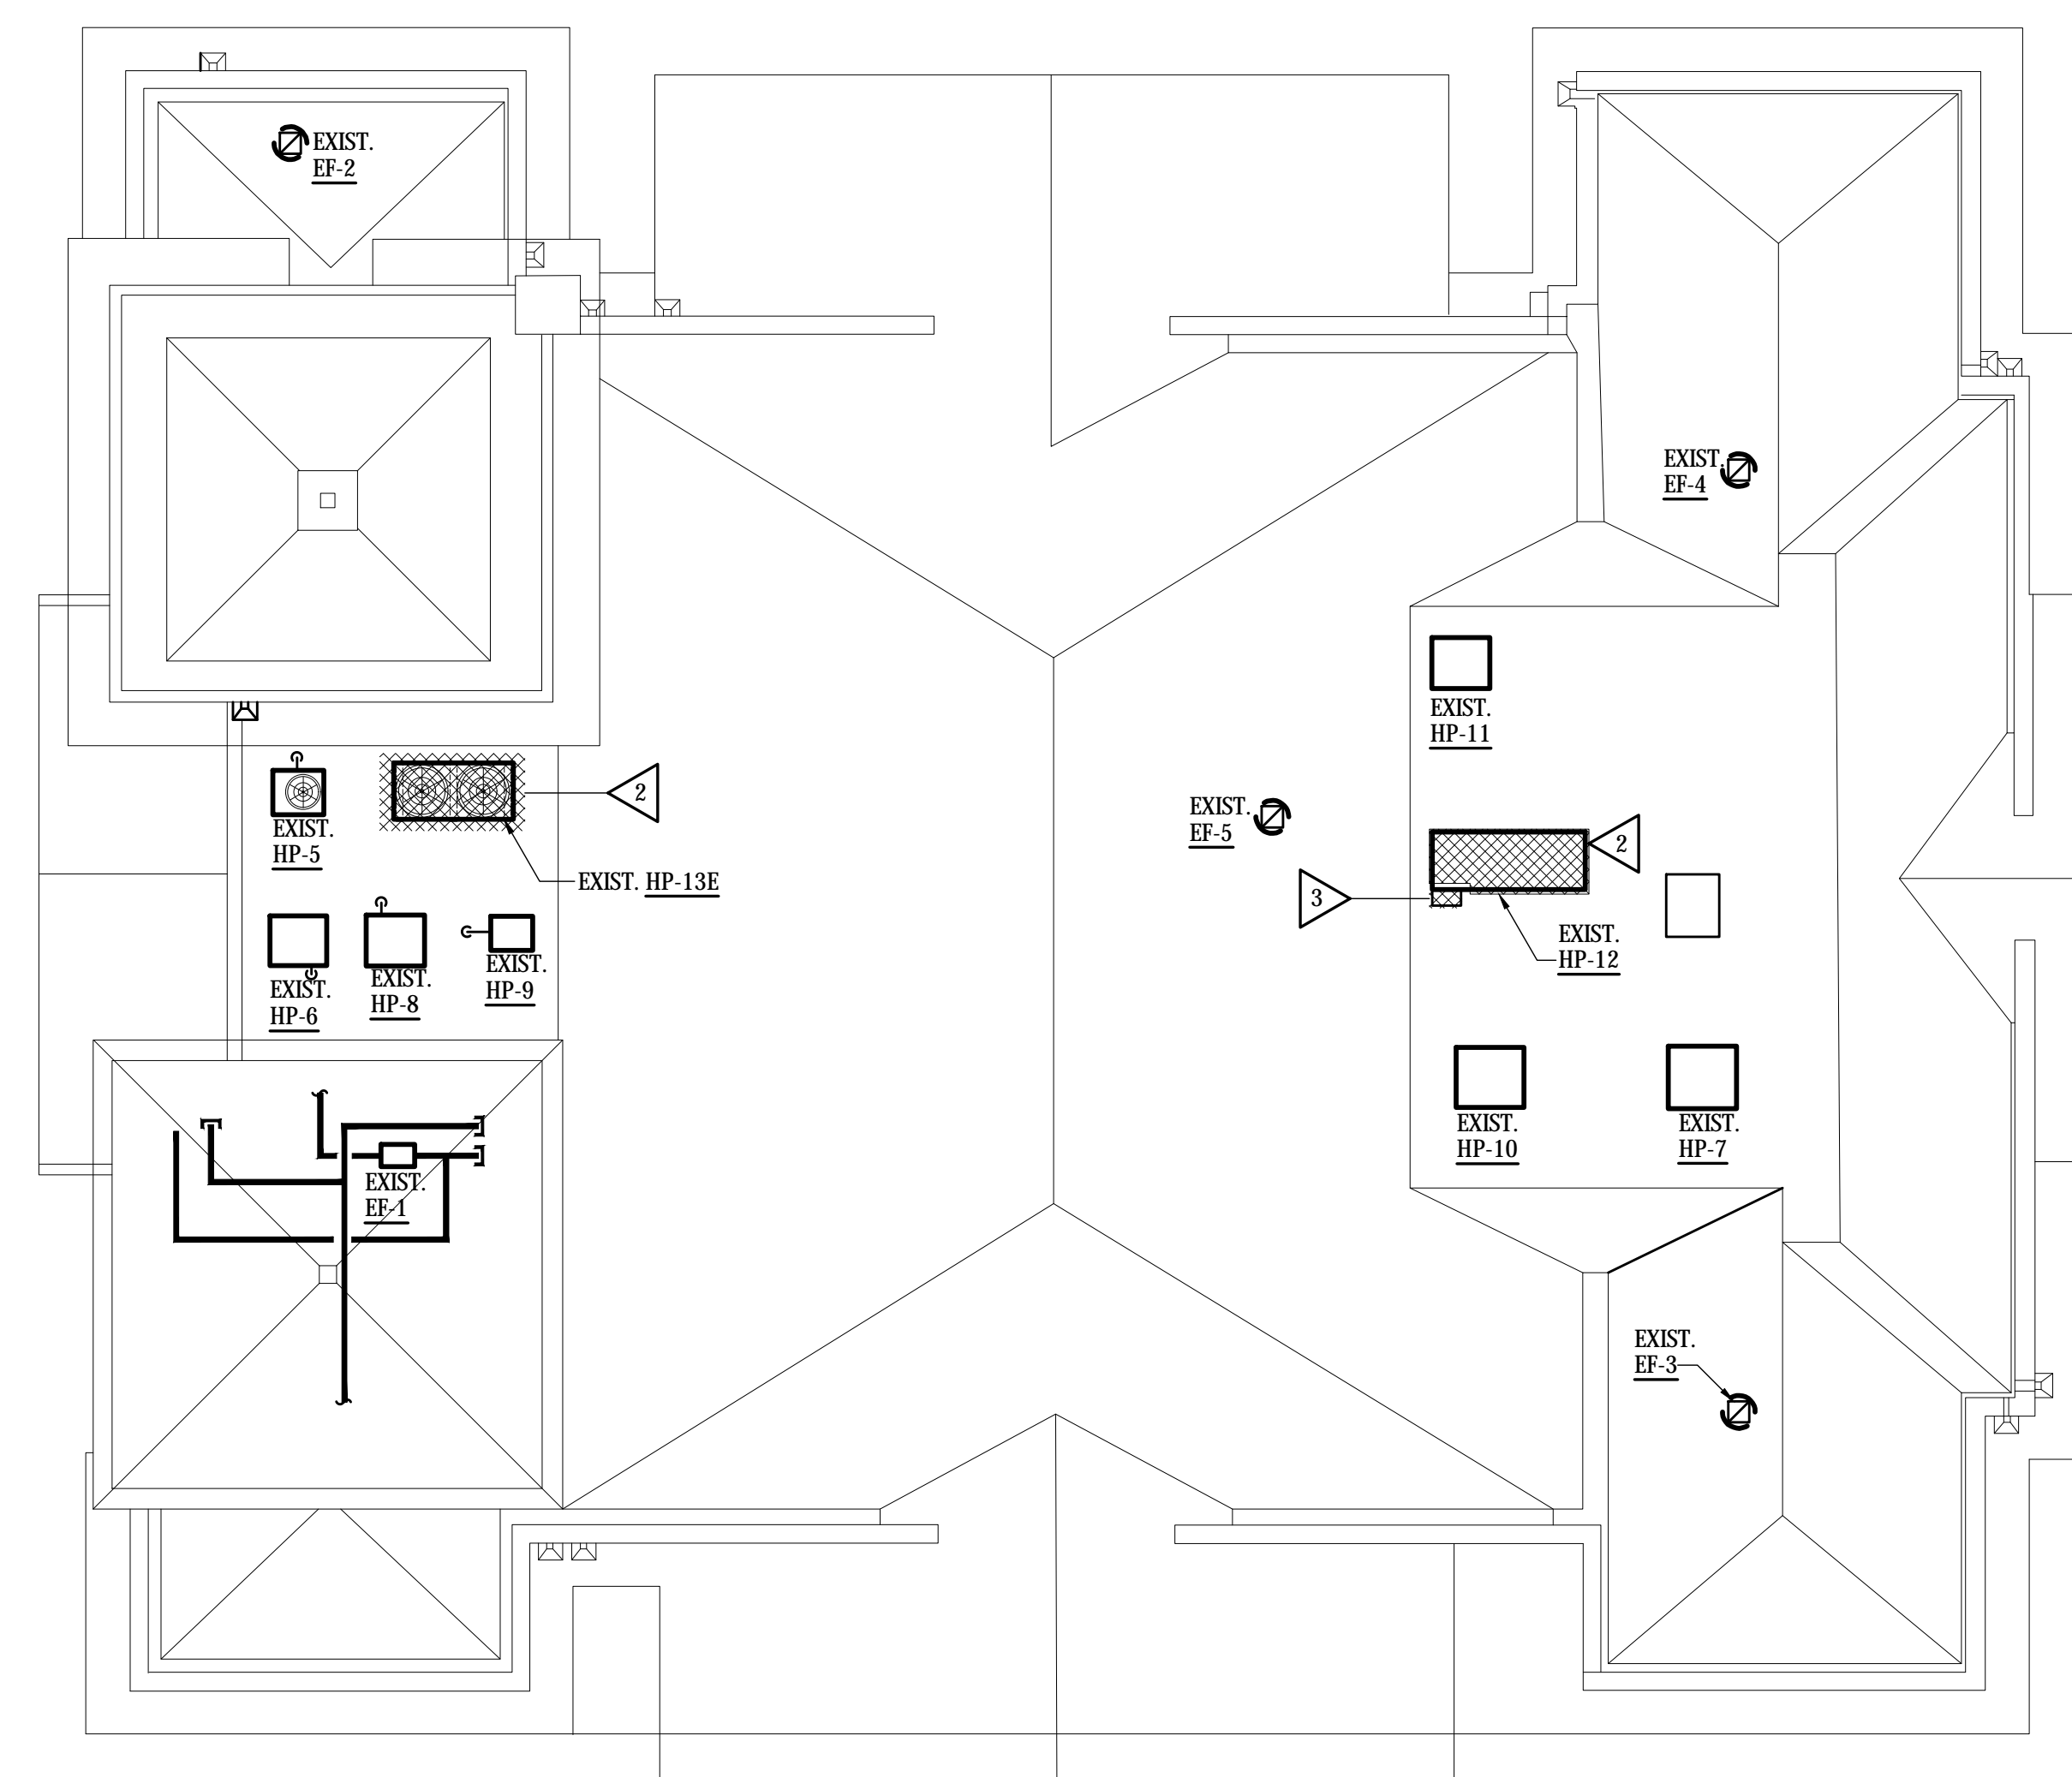 EXIST.
EF-2
EXIST.
EF-4
EXIST.
HP-11
EXIST.
HP-5
2
EXIST. HP-13E
EXIST.
EF-5
2
3
EXIST.
HP-12
EXIST.
HP-6
EXIST.
HP-8
EXIST.
HP-9
EXIST.
HP-10
EXIST.
HP-7
EXIST.
EF-1
EXIST.
EF-3